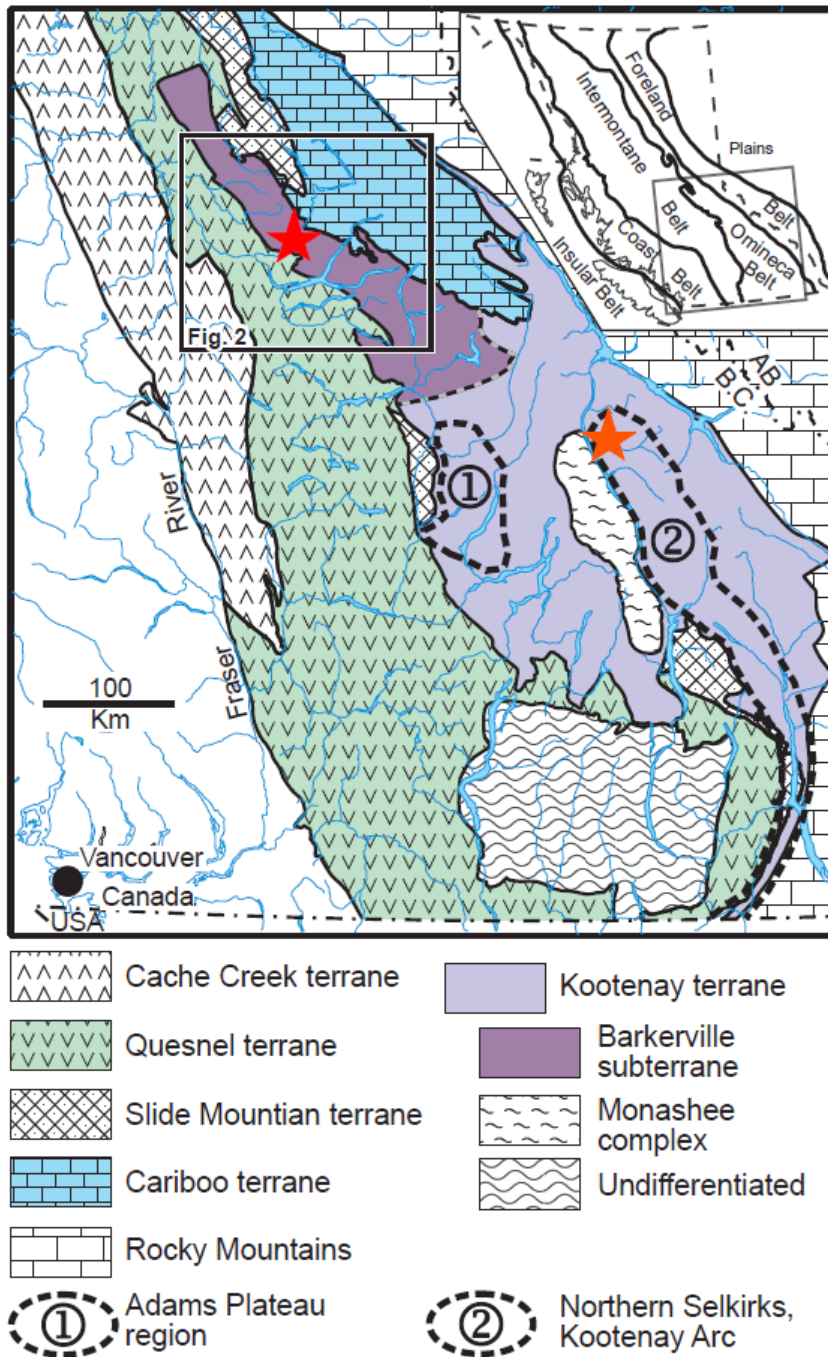 Foreland
Intermontane
Plains
Belt
Belt
Omineca
Belt
Coast
Belt
Insular Belt
Fig. 2
AB
B.C.
①
②
River
Fraser
100
Km
Vancouver
Canada
USA
Cache Creek terrane
Kootenay terrane
Quesnel terrane
Barkerville
subterrane
Slide Mountian terrane
Monashee
complex
Cariboo terrane
Undifferentiated
Rocky Mountains
① Adams Plateau
region
② Northern Selkirks,
Kootenay Arc